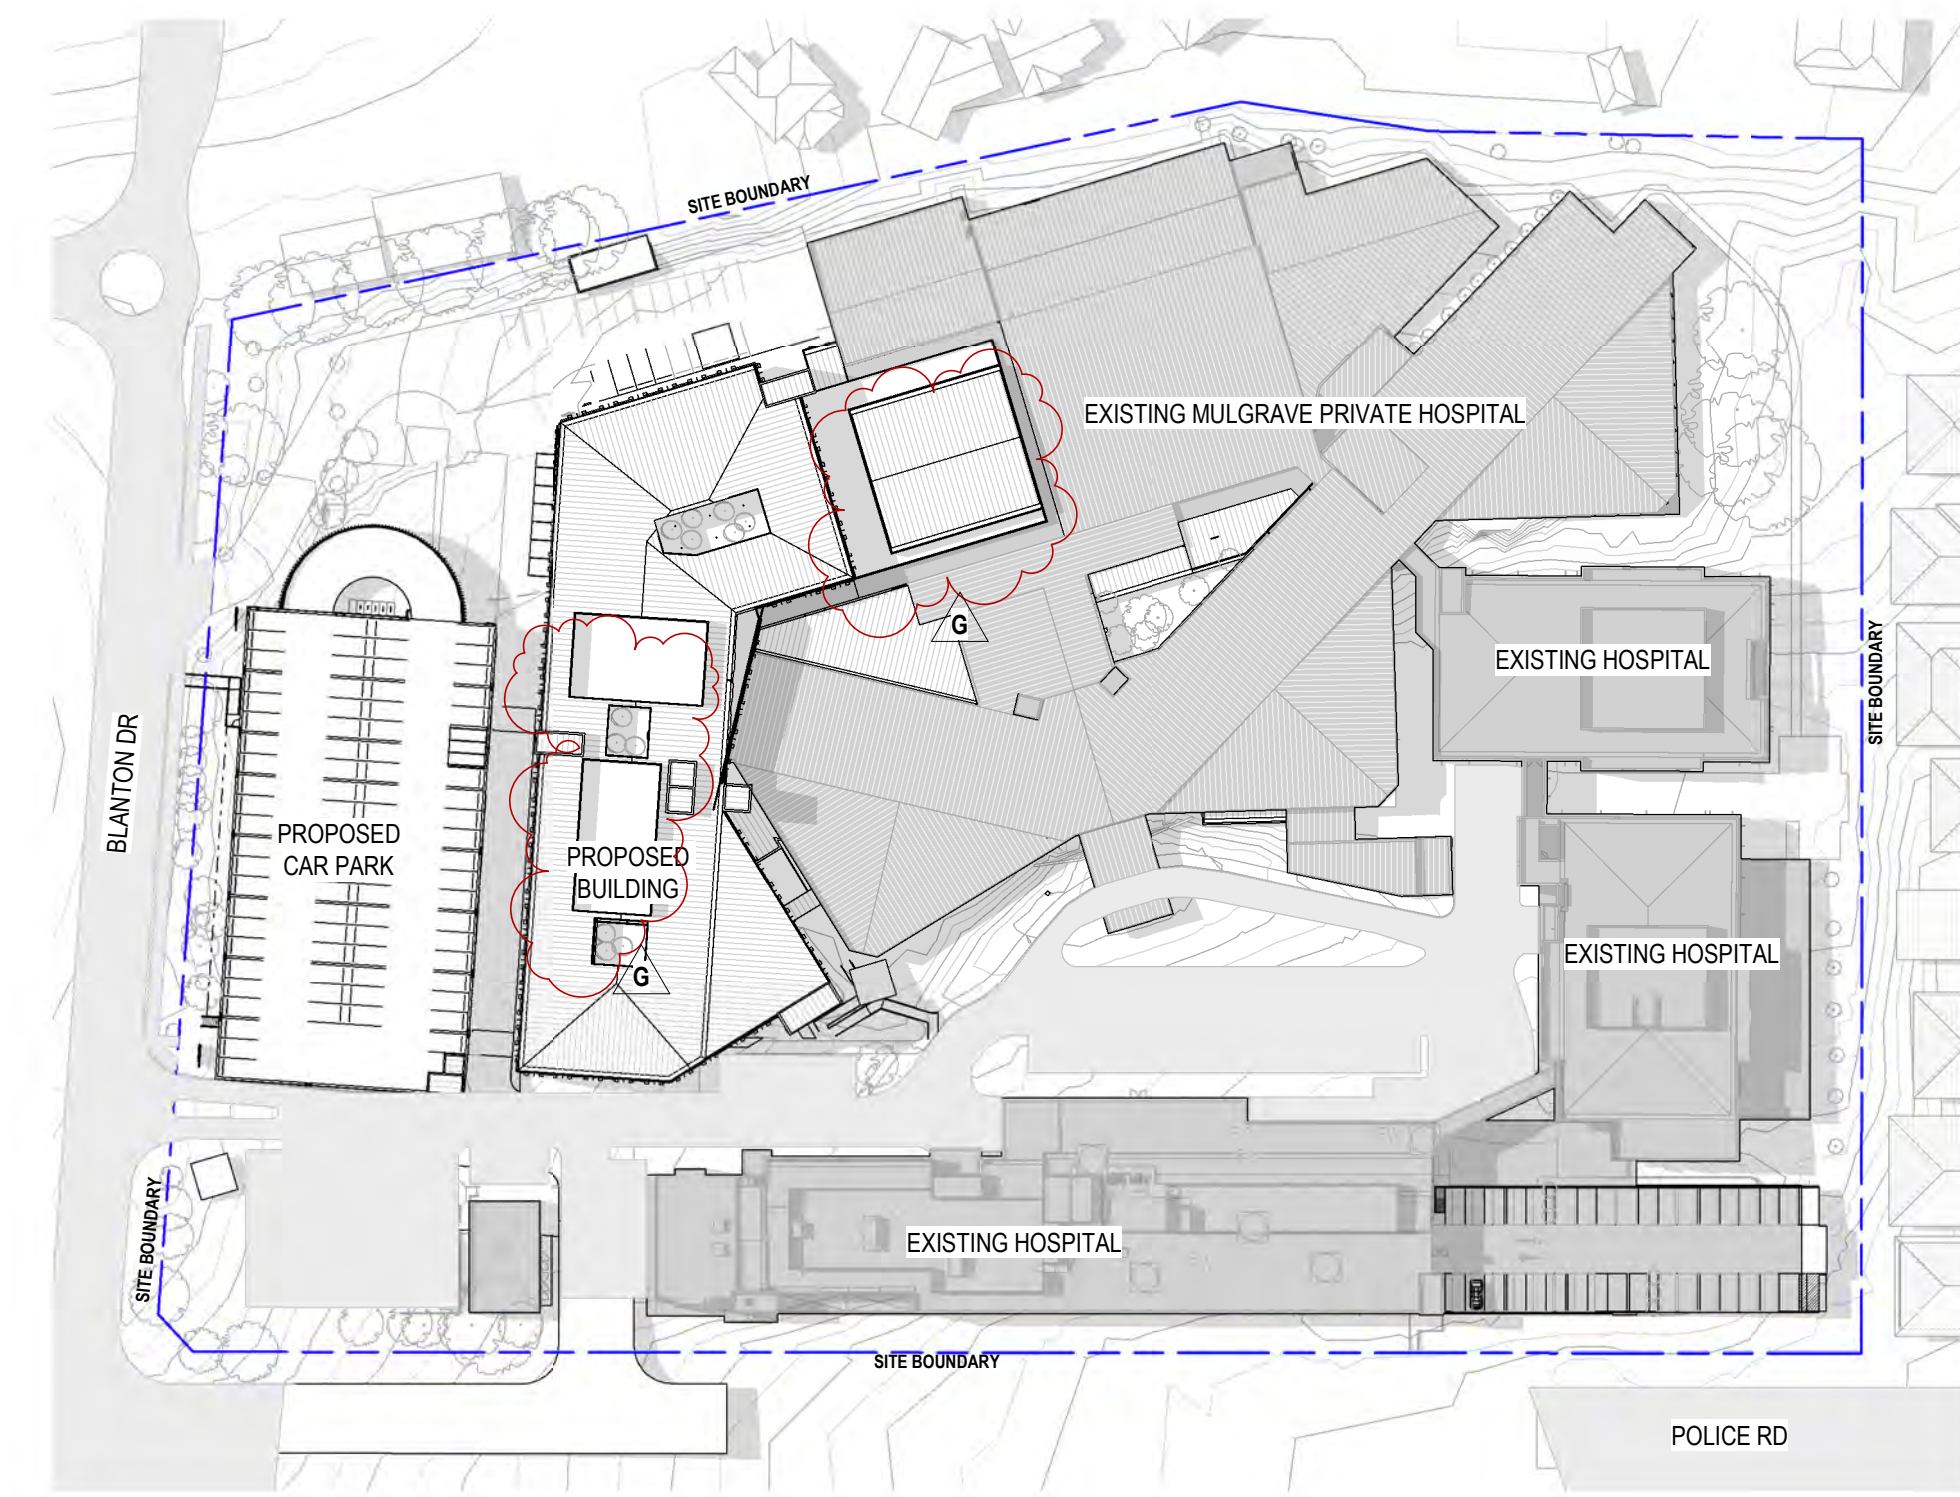 SITE BOUNDARY
EXISTING MULGRAVE PRIVATE HOSPITAL
G
EXISTING HOSPITAL
SITE BOUNDARY
BLANTON DR
PROPOSED
CAR PARK
PROPOSED
BUILDING
G
EXISTING HOSPITAL
SITE BOUNDARY
EXISTING HOSPITAL
SITE BOUNDARY
POLICE RD